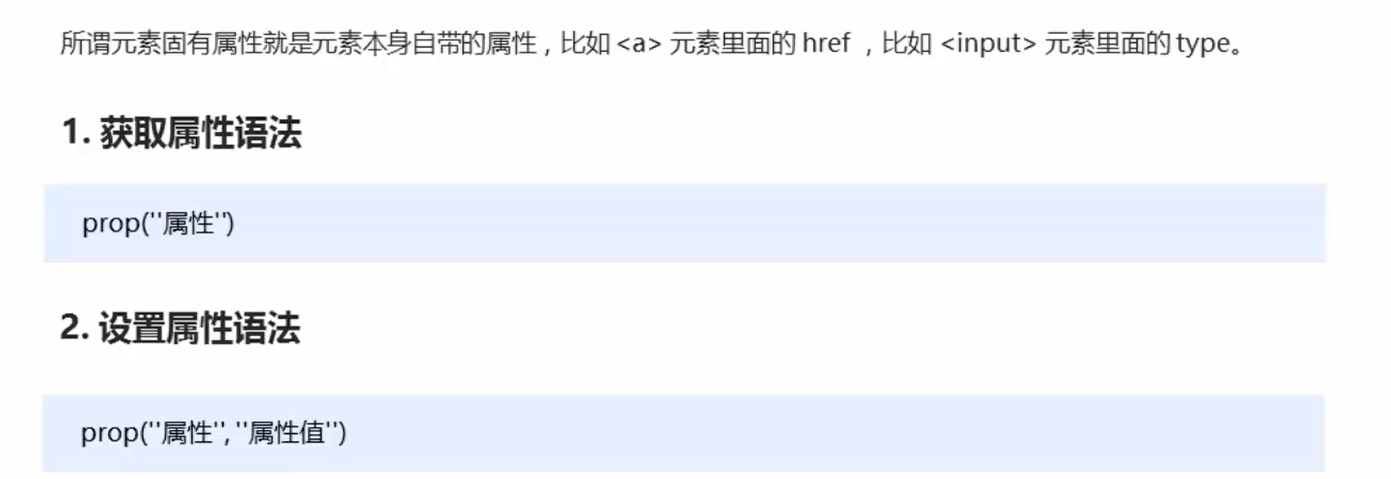 所谓元素固有属性就是元素本身自带的属性，比如 <a> 元素里面的 href ，比如 <input> 元素里面的 type。
1. 获取属性语法
prop(''属性'')
2. 设置属性语法
prop(''属性'', ''属性值'')